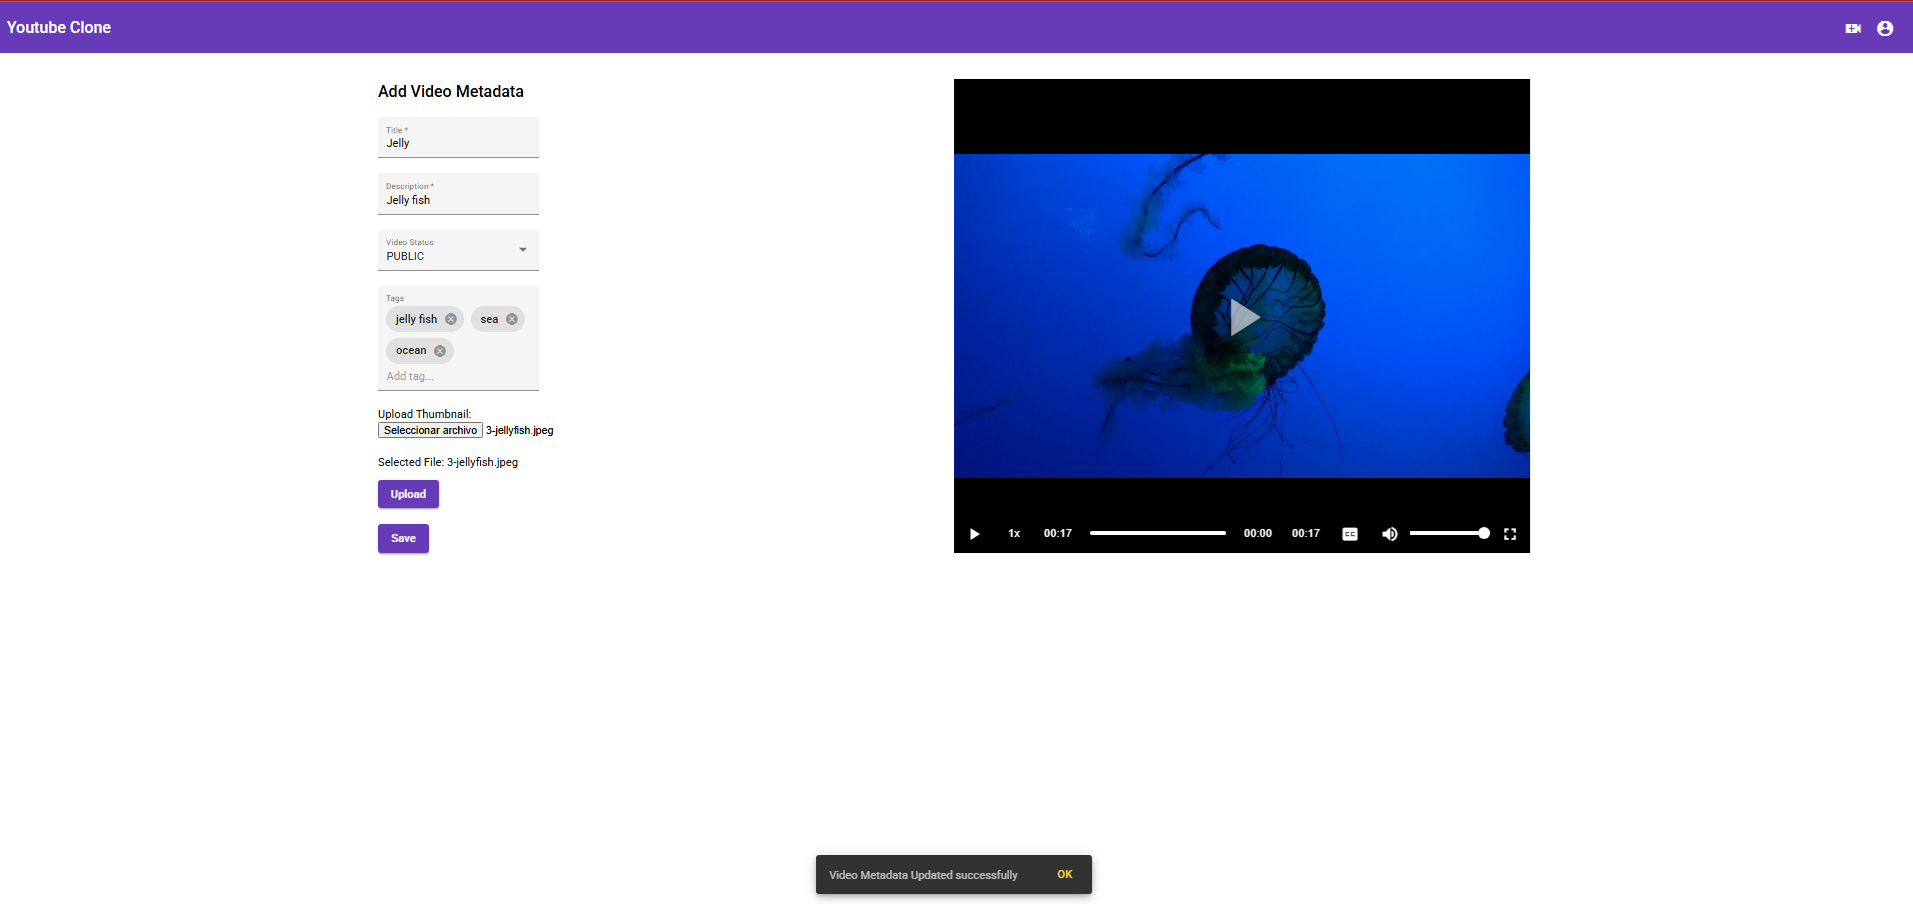 Youtube Clone
Add Video Metadata
Title *
Jelly
Description *
Jelly fish
Video Status
PUBLIC
Tags
jelly fish
sea
ocean
Add tag...
Upload Thumbnail:
Seleccionar archivo 3-jellyfish.jpeg
Selected File: 3-jellyfish.jpeg
Upload
Save
1x 00:17 00:00 00:17 CC
Video Metadata Updated successfully OK